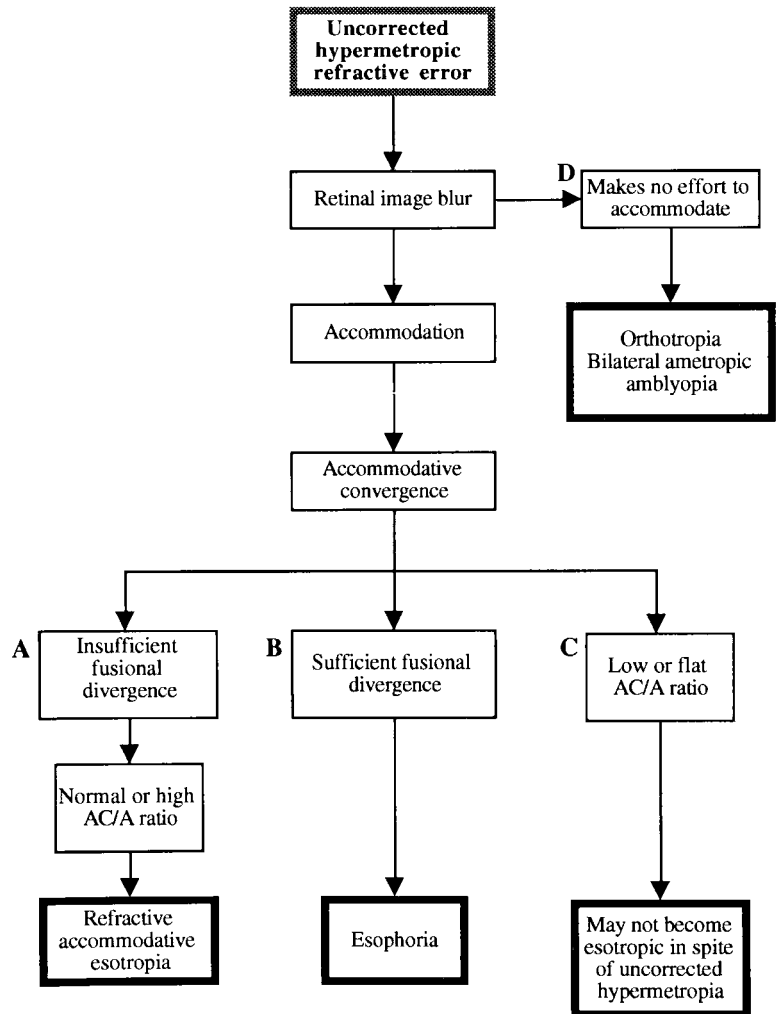 Uncorrected
hypermetropic
refractive error
Retinal image blur
D
Makes no effort to
accommodate
Accommodation
Orthotropia
Bilateral ametropic
amblyopia
Accommodative
convergence
A
Insufficient
fusional
divergence
B
Sufficient fusional
divergence
C
Low or flat
AC/A ratio
Normal or high
AC/A ratio
Refractive
accommodative
esotropia
Esophoria
May not become
esotropic in spite
of uncorrected
hypermetropia